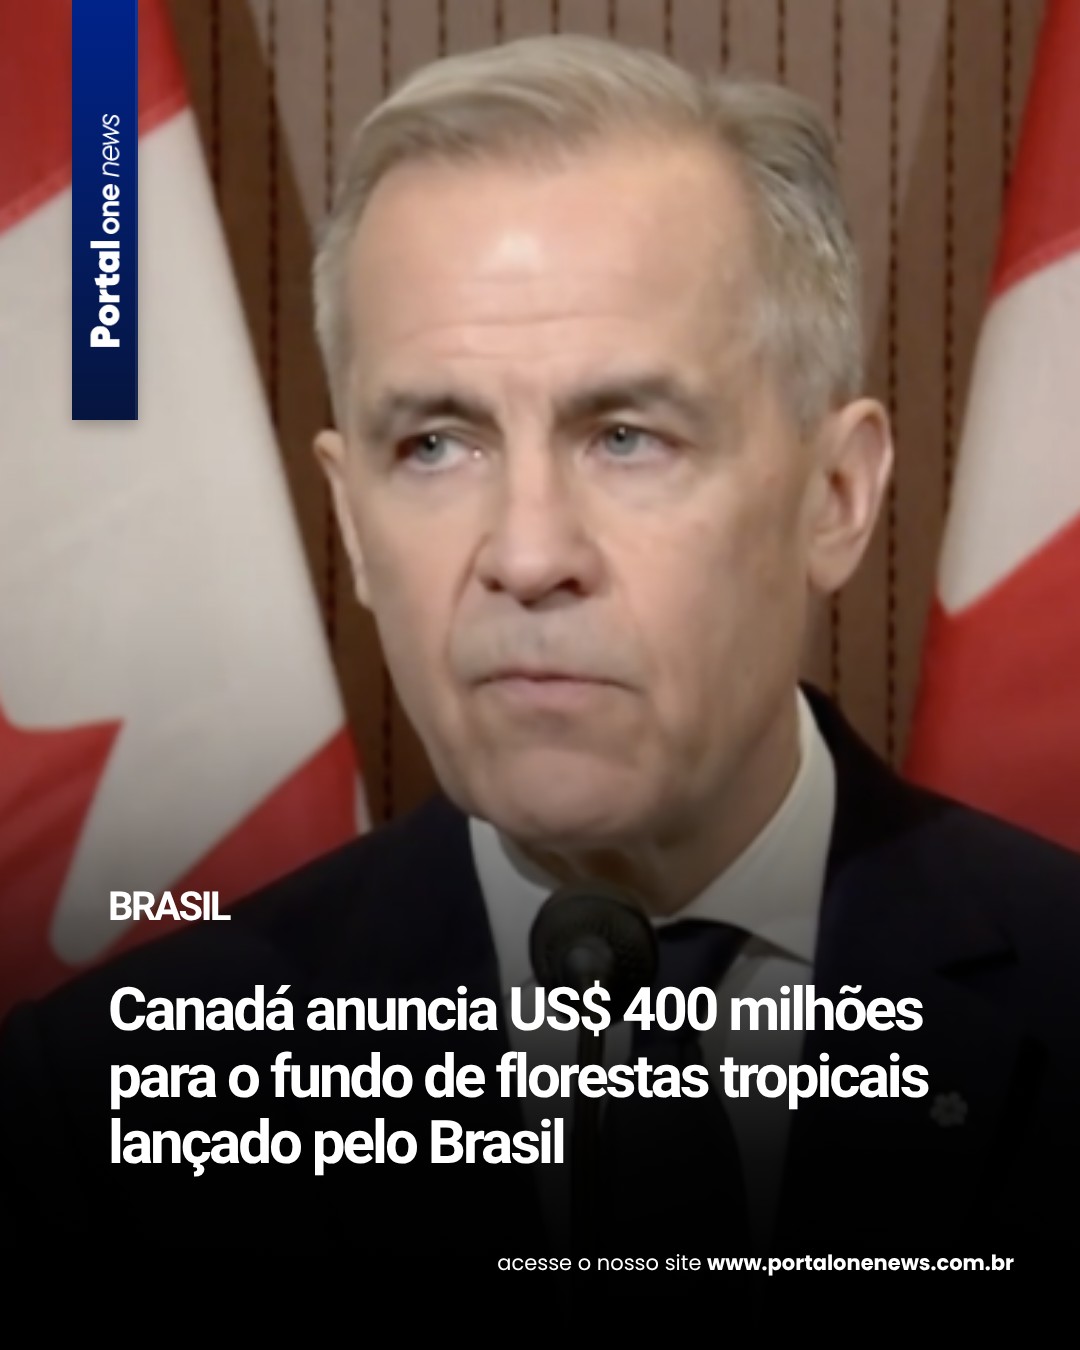 Portal one news
BRASIL
Canadá anuncia US$ 400 milhões
para o fundo de florestas tropicais
lançado pelo Brasil
acesse o nosso site www.portalonenews.com.br